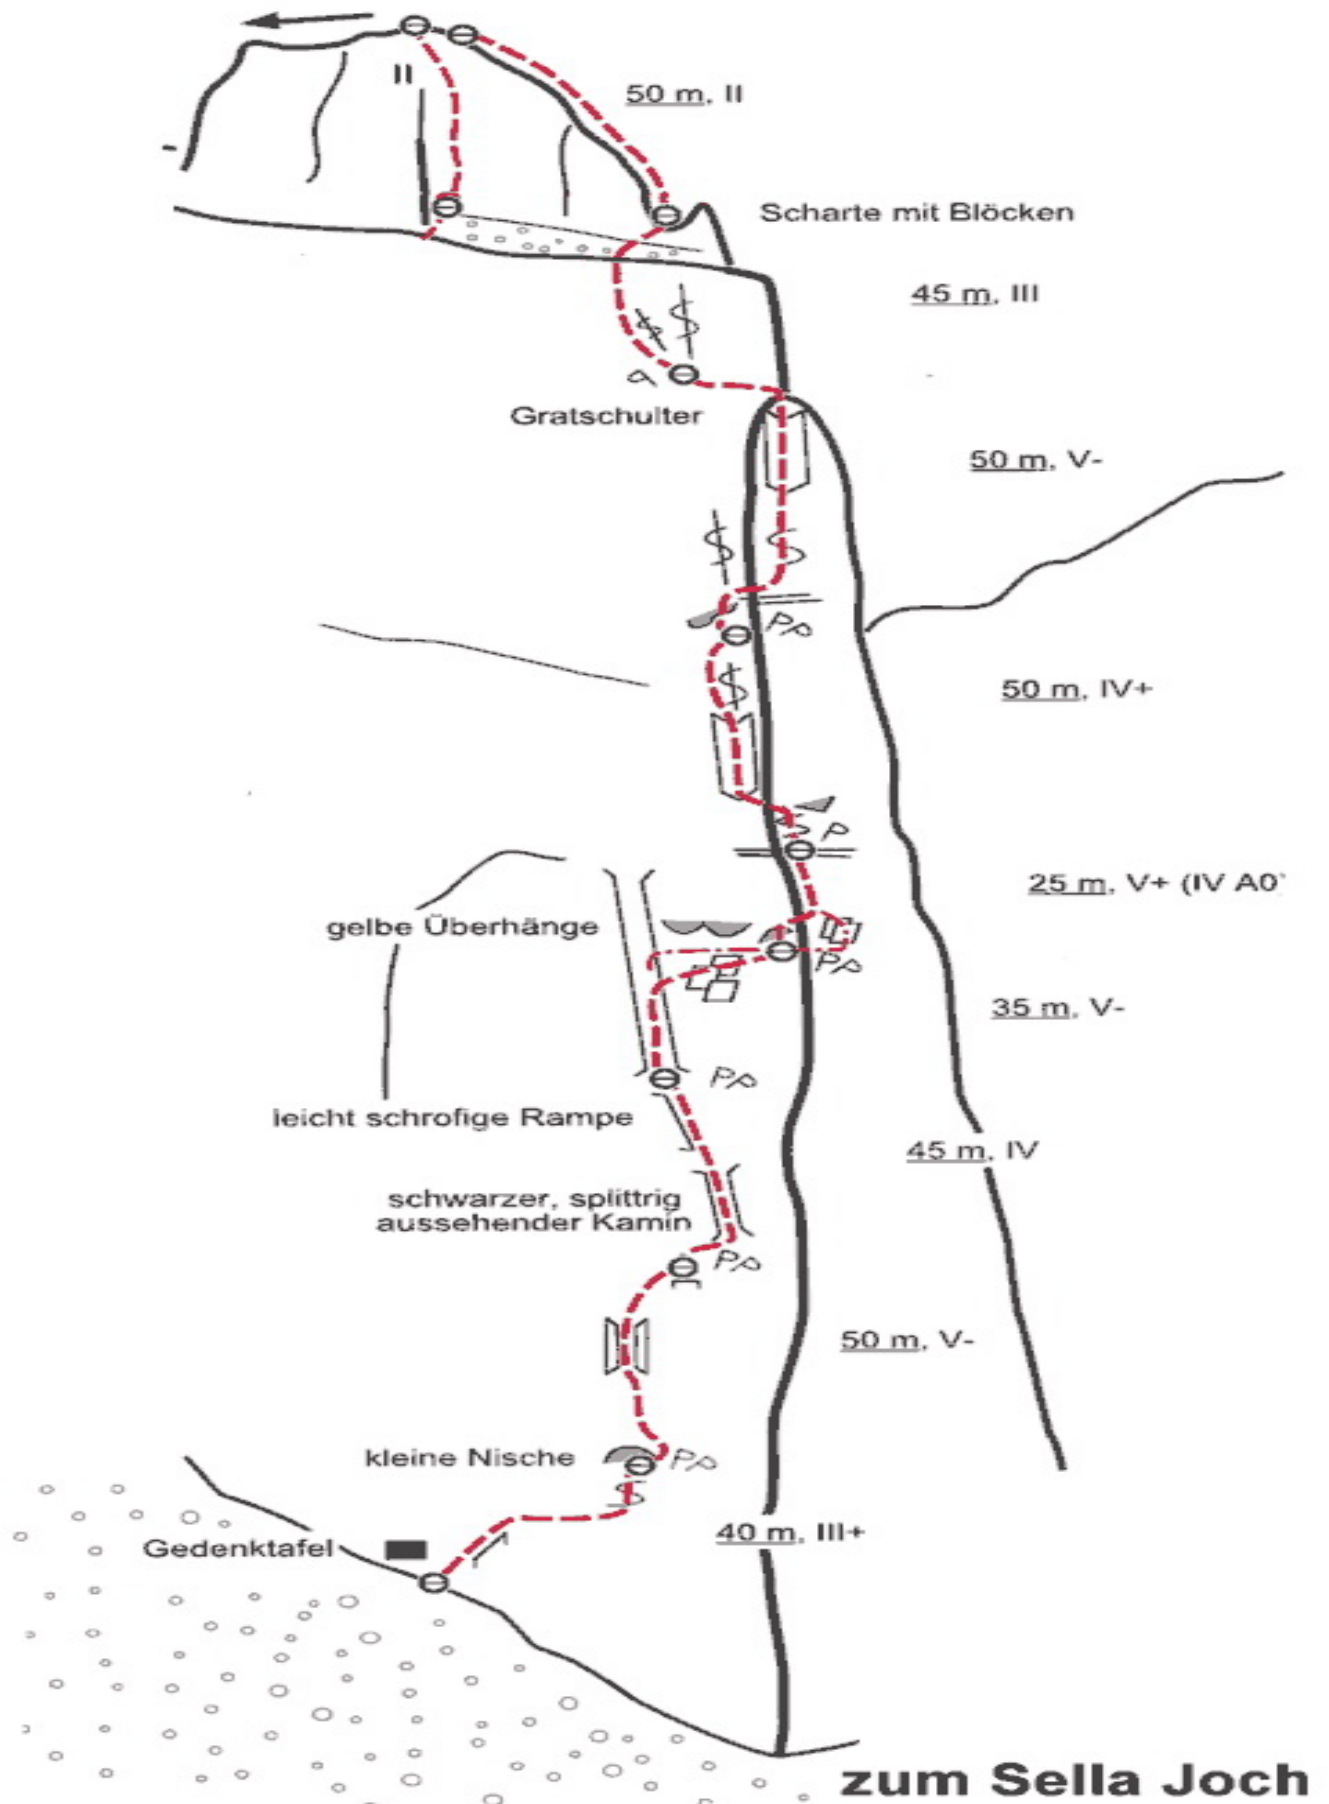 II
50 m, II
Scharte mit Blöcken
45 m, III
Gratschulter
50 m, V-
PP
50 m, IV+
P
25 m, V+ (IV A0
gelbe Überhänge
PP
35 m, V-
PP
leicht schrofige Rampe
45 m, IV
schwarzer, splittrig
aussehender Kamin
PP
50 m, V-
kleine Nische
PP
40 m, III+
Gedenktafel
zum Sella Joch